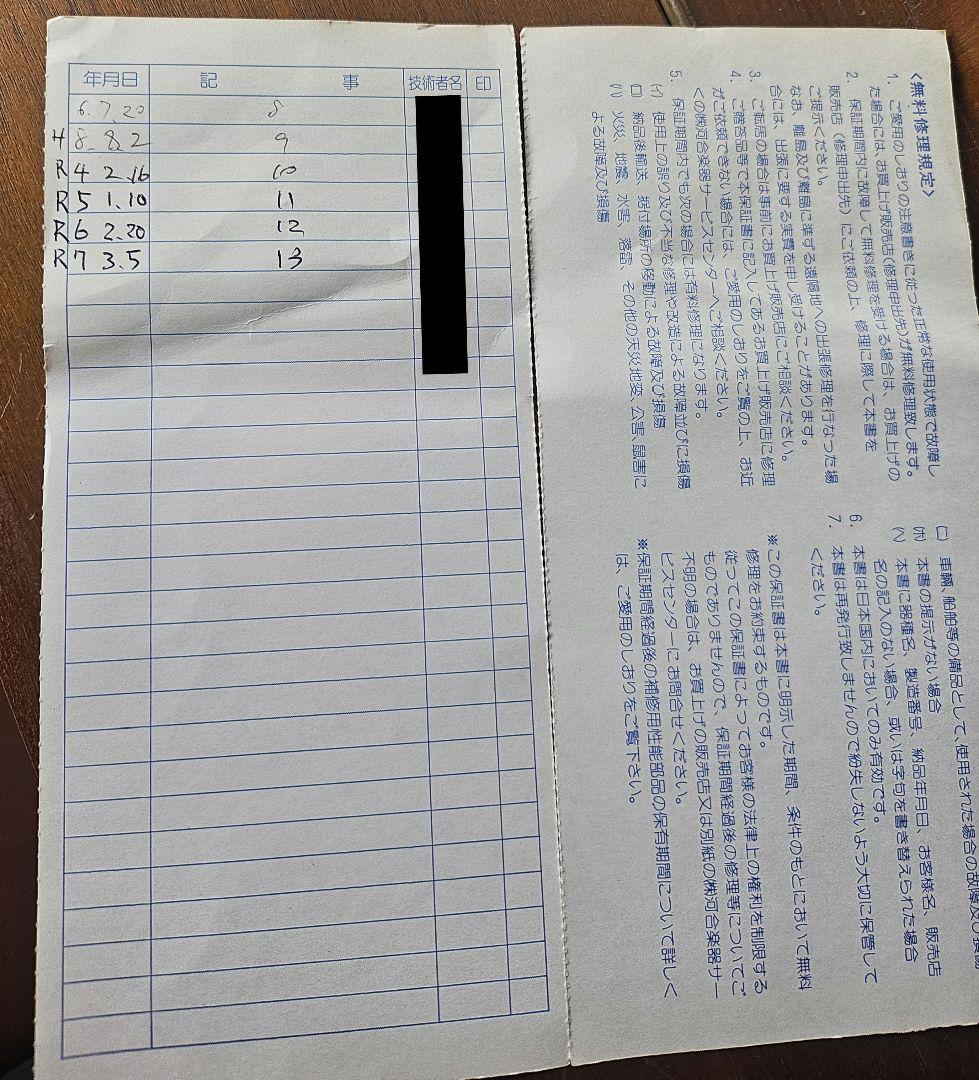 年月日 記 事 技術者名 印
6.7.20 8
H 8.8.2 9
R4 2.16 10
R5 1.10 11
R6 2.20 12
R7 3.5 13
<無料修理規定>
1. ご愛用のしおりの注意書きに従った正常な使用状態で故障し
た場合には、お買上げ販売店(修理申出先)が無料修理致します。
2. 保証期間内に故障して無料修理を受ける場合は、お買上げの
販売店(修理申出先)にご依頼の上、修理に際して本書を
ご提示ください。
なお、離島及び離島に準ずる遠隔地への出張修理を行なった場
合には、出張に要する実費を申し受けることがあります。
3. ご転居の場合は事前にお買上げ販売店にご相談ください。
4. ご贈答品等で本保証書に記入してあるお買上げ販売店に修理
がご依頼できない場合には、ご愛用のしおりをご覧の上、お近
くの㈱河合楽器サービスセンターへご相談ください。
5. 保証期間内でも次の場合には有料修理になります。
(イ) 使用上の誤り及び不当な修理や改造による故障並びに損傷
(ロ) 納品後輸送、据付場所の移動による故障及び損傷
(ハ) 火災、地震、水害、落雷、その他の天災地変、公害、鼠害に
よる故障及び損傷
車輛、船舶等の備品として、使用された場合の故障及び損傷
(ホ) 本書の提示がない場合
(ヘ) 本書に器種名、製造番号、納品年月日、お客様名、販売店
名の記入のない場合、或いは字句を書き替えられた場合
6. 本書は日本国内においてのみ有効です。
7. 本書は再発行致しませんので紛失しないよう大切に保管して
ください。
※この保証書は本書に明示した期間、条件のもとにおいて無料
修理をお約束するものです。
従ってこの保証書によってお客様の法律上の権利を制限する
ものでありませんので、保証期間経過後の修理等についてご
不明の場合は、お買上げの販売店又は別紙の㈱河合楽器サー
ビスセンターにお問合せください。
※保証期間経過後の補修用性能部品の保有期間について詳しく
は、ご愛用のしおりをご覧下さい。